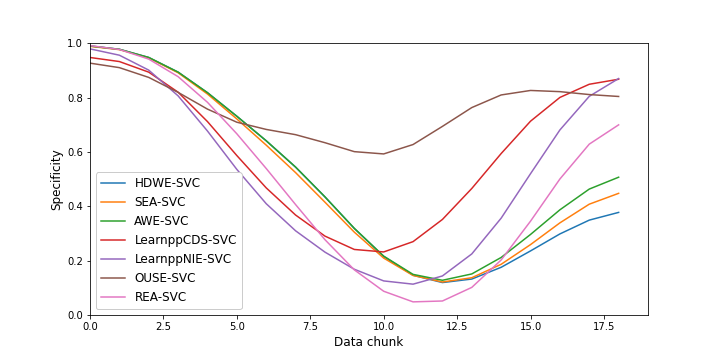 1.0
0.8
0.6
0.4
0.2
0.0
Specificity
HDWE-SVC
SEA-SVC
AWE-SVC
LearnppCDS-SVC
LearnppNIE-SVC
OUSE-SVC
REA-SVC
0.0 2.5 5.0 7.5 10.0 12.5 15.0 17.5
Data chunk